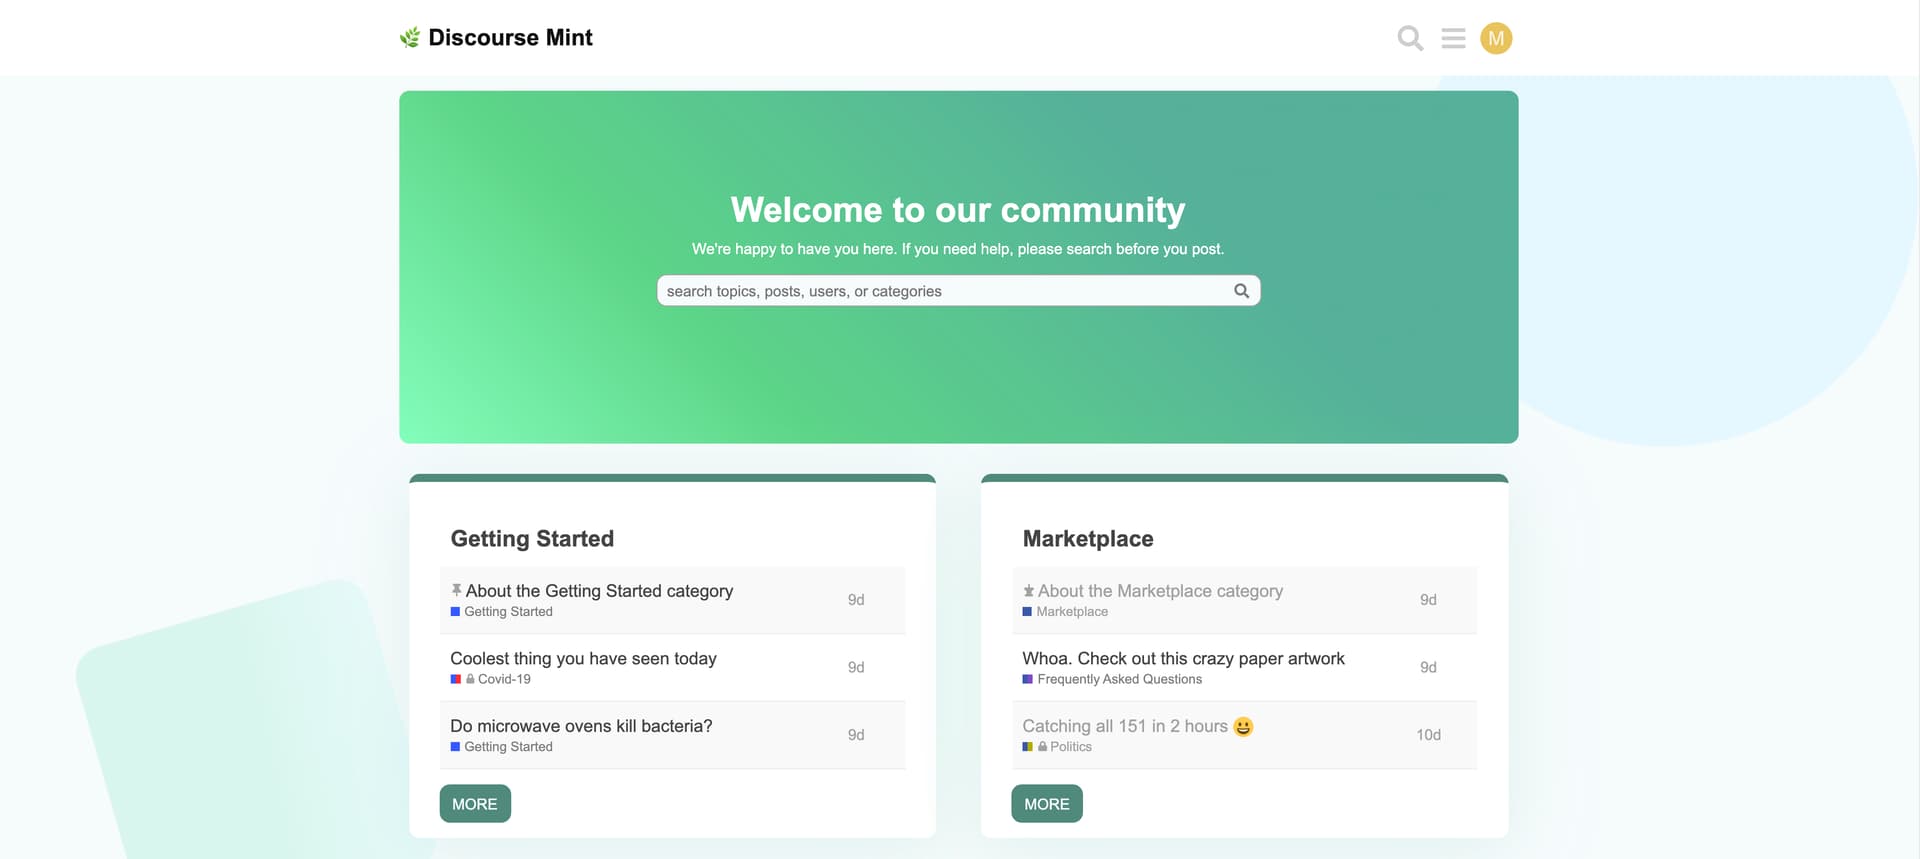 Discourse Mint
M
Welcome to our community
We're happy to have you here. If you need help, please search before you post.
search topics, posts, users, or categories
Getting Started
About the Getting Started category
9d
Getting Started
Coolest thing you have seen today
9d
Covid-19
Do microwave ovens kill bacteria?
9d
Getting Started
MORE
Marketplace
About the Marketplace category
9d
Marketplace
Whoa. Check out this crazy paper artwork
9d
Frequently Asked Questions
Catching all 151 in 2 hours 😀
10d
Politics
MORE